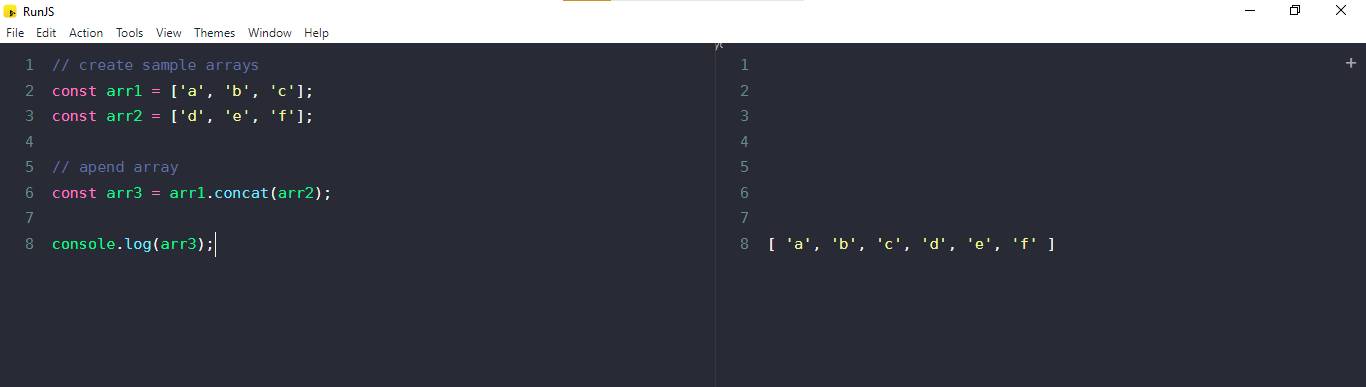 RunJS
File Edit Action Tools View Themes Window Help
1 // create sample arrays
2 const arr1 = ['a', 'b', 'c'];
3 const arr2 = ['d', 'e', 'f'];
4
5 // apend array
6 const arr3 = arr1.concat(arr2);
7
8 console.log(arr3);
1
2
3
4
5
6
7
8 [ 'a', 'b', 'c', 'd', 'e', 'f' ]